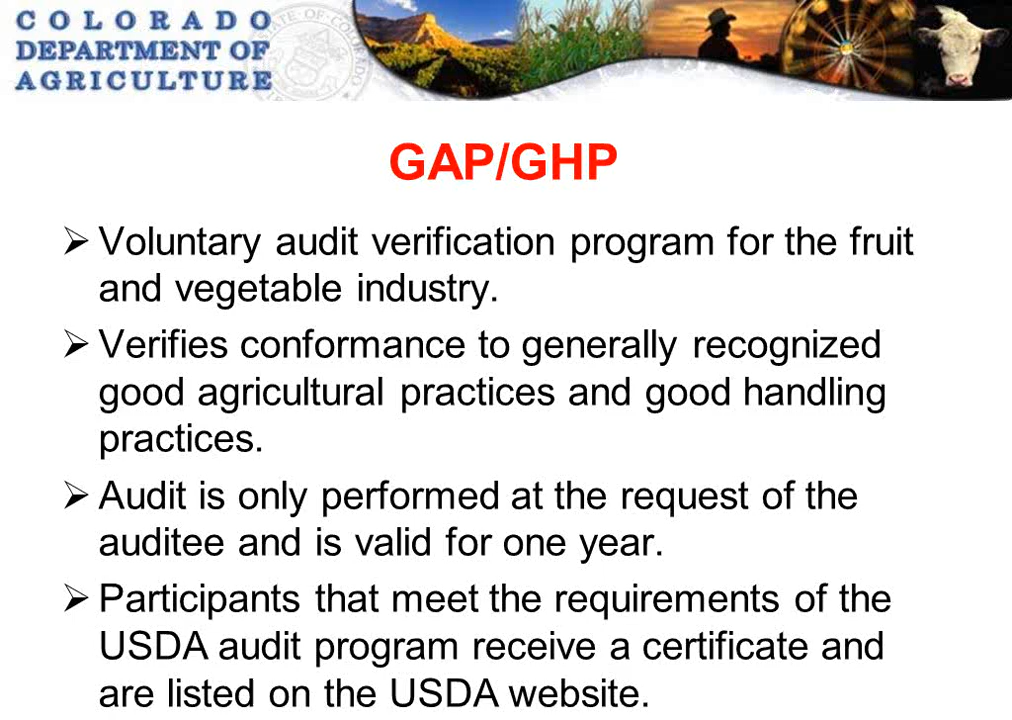 COLORADO
DEPARTMENT OF
AGRICULTURE
GAP/GHP
➢ Voluntary audit verification program for the fruit
and vegetable industry.
➢ Verifies conformance to generally recognized
good agricultural practices and good handling
practices.
➢ Audit is only performed at the request of the
auditee and is valid for one year.
➢ Participants that meet the requirements of the
USDA audit program receive a certificate and
are listed on the USDA website.